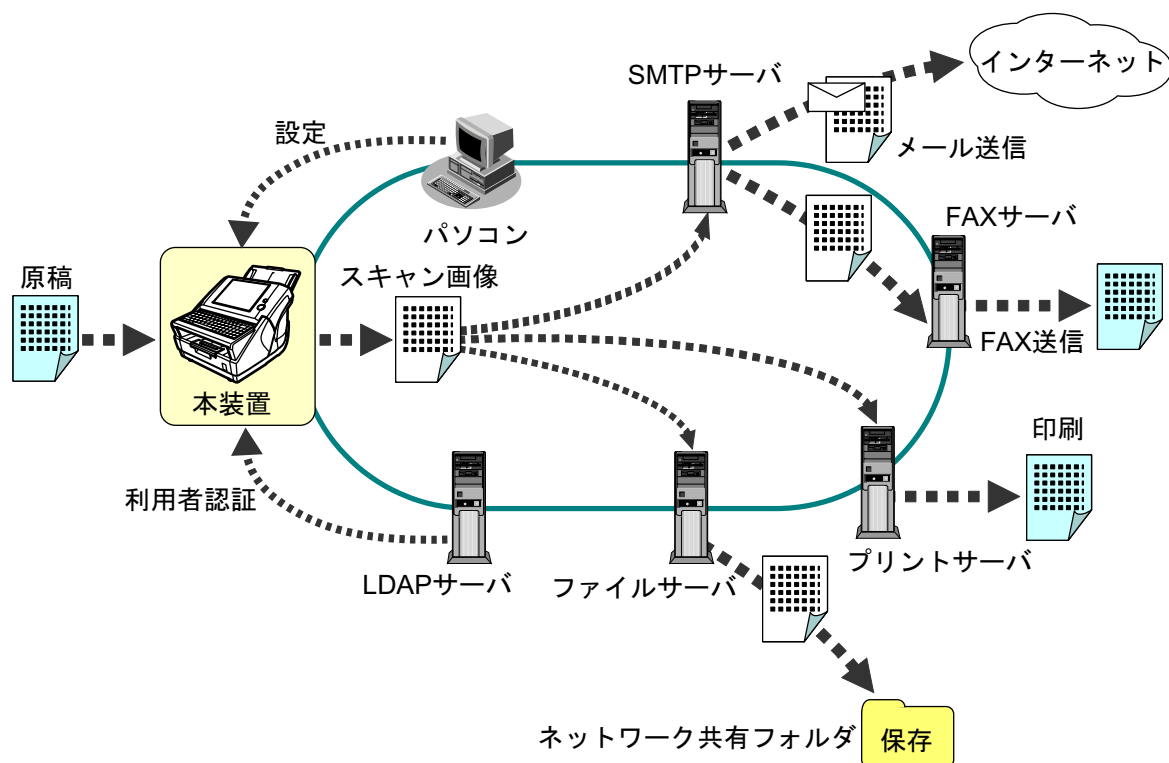 インターネット
SMTPサーバ
設定
メール送信
パソコン
FAXサーバ
原稿
スキャン画像
FAX送信
本装置
印刷
利用者認証
プリントサーバ
LDAPサーバ
ファイルサーバ
ネットワーク共有フォルダ
保存